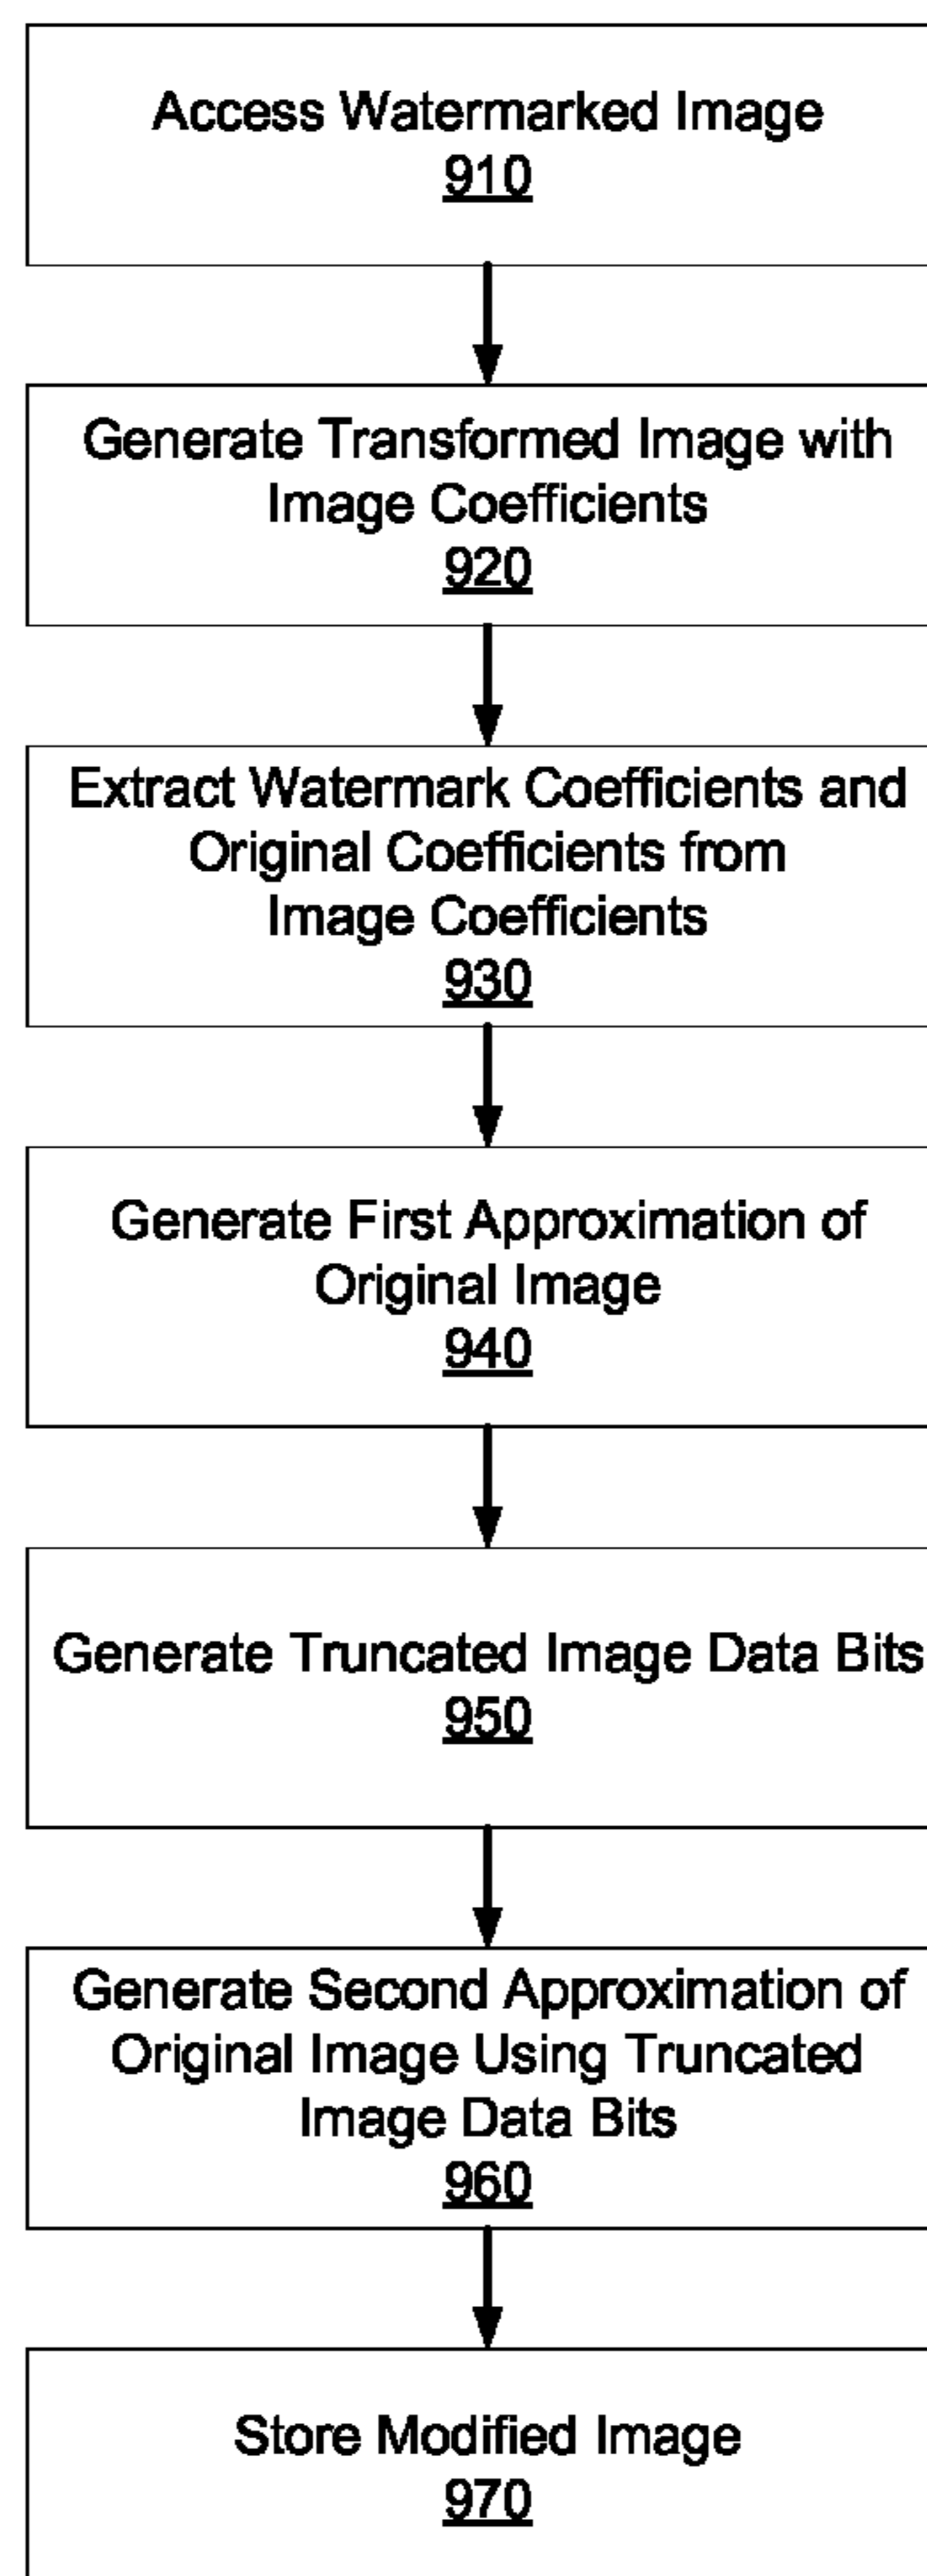 Access Watermarked Image
910
Generate Transformed Image with
Image Coefficients
920
Extract Watermark Coefficients and
Original Coefficients from
Image Coefficients
930
Generate First Approximation of
Original Image
940
Generate Truncated Image Data Bits
950
Generate Second Approximation of
Original Image Using Truncated
Image Data Bits
960
Store Modified Image
970